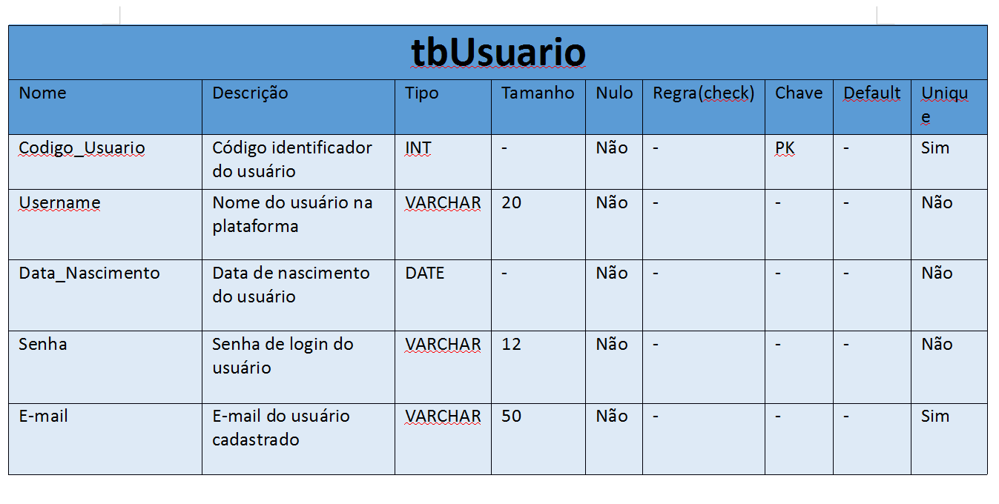 tbUsuario
Nome Descrição Tipo Tamanho Nulo Regra(check) Chave Default Uniqu
e
Codigo_Usuario Código identificador INT - Não - PK - Sim
do usuário
Username Nome do usuário na VARCHAR 20 Não - - - Não
plataforma
Data_Nascimento Data de nascimento DATE - Não - - - Não
do usuário
Senha Senha de login do VARCHAR 12 Não - - - Não
usuário
E-mail E-mail do usuário VARCHAR 50 Não - - - Sim
cadastrado